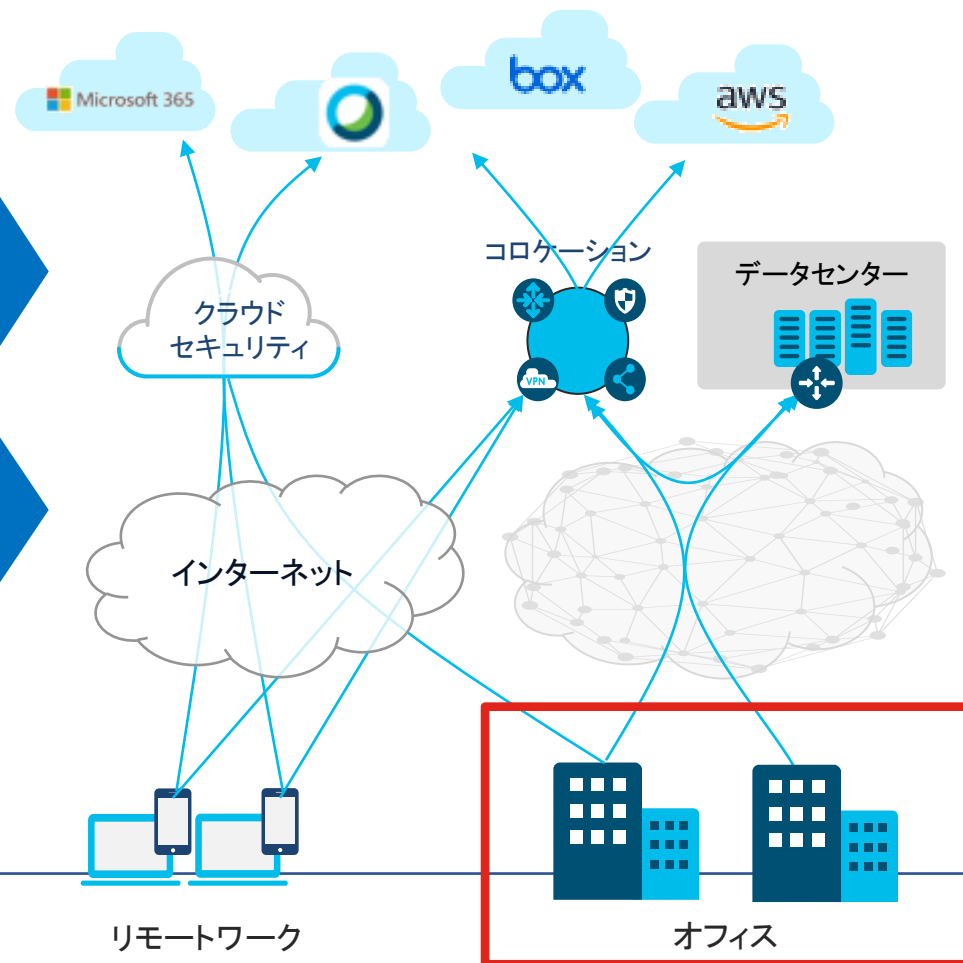 Microsoft 365
box
aws
コロケーション
データセンター
クラウド
セキュリティ
VPN
インターネット
リモートワーク
オフィス